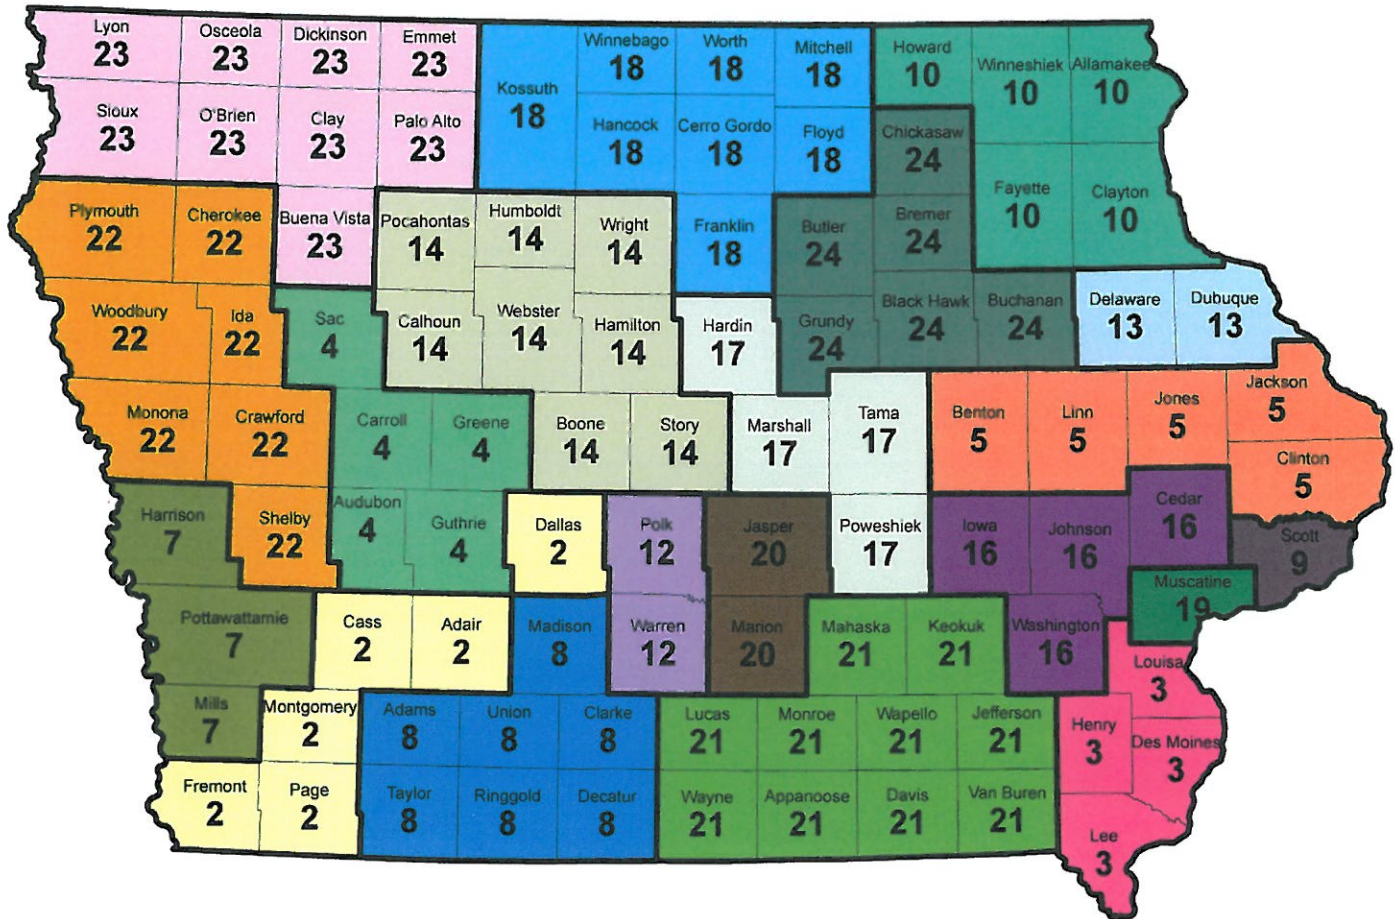 Lyon
23
Osceola
23
Dickinson
23
Emmet
23
Kossuth
18
Winnebago
18
Worth
18
Mitchell
18
Howard
10
Winneshiek
10
Allamakee
10
Sioux
23
O'Brien
23
Clay
23
Palo Alto
23
Hancock
18
Cerro Gordo
18
Floyd
18
Chickasaw
24
Fayette
10
Clayton
10
Plymouth
22
Cherokee
22
Buena Vista
23
Pocahontas
14
Humboldt
14
Wright
14
Franklin
18
Butler
24
Bremer
24
Woodbury
22
Ida
22
Sac
4
Calhoun
14
Webster
14
Hamilton
14
Hardin
17
Grundy
24
Black Hawk
24
Buchanan
24
Delaware
13
Dubuque
13
Monona
22
Crawford
22
Carroll
4
Greene
4
Boone
14
Story
14
Marshall
17
Tama
17
Benton
5
Linn
5
Jones
5
Jackson
5
Clinton
5
Harrison
7
Shelby
22
Audubon
4
Guthrie
4
Dallas
2
Polk
12
Jasper
20
Poweshiek
17
Iowa
16
Johnson
16
Cedar
16
Scott
9
Muscatine
19
Pottawattamie
7
Cass
2
Adair
2
Madison
8
Warren
12
Marion
20
Mahaska
21
Keokuk
21
Washington
16
Louisa
3
Mills
7
Montgomery
2
Adams
8
Union
8
Clarke
8
Lucas
21
Monroe
21
Wapello
21
Jefferson
21
Henry
3
Des Moines
3
Fremont
2
Page
2
Taylor
8
Ringgold
8
Decatur
8
Wayne
21
Appanoose
21
Davis
21
Van Buren
21
Lee
3